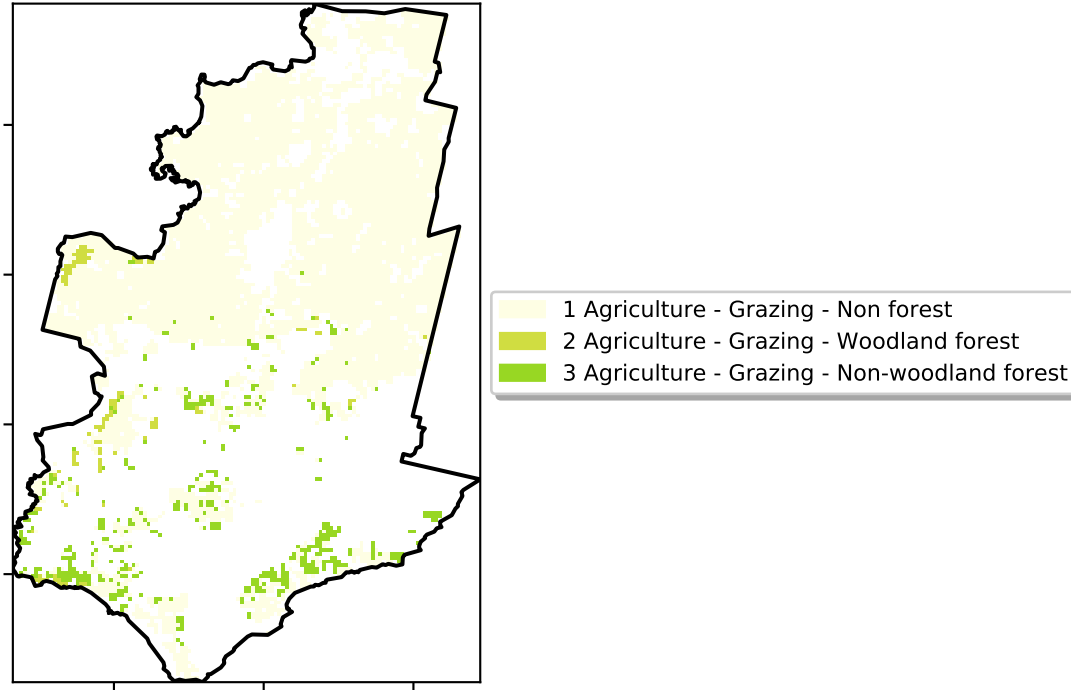 1 Agriculture - Grazing - Non forest
2 Agriculture - Grazing - Woodland forest
3 Agriculture - Grazing - Non-woodland forest